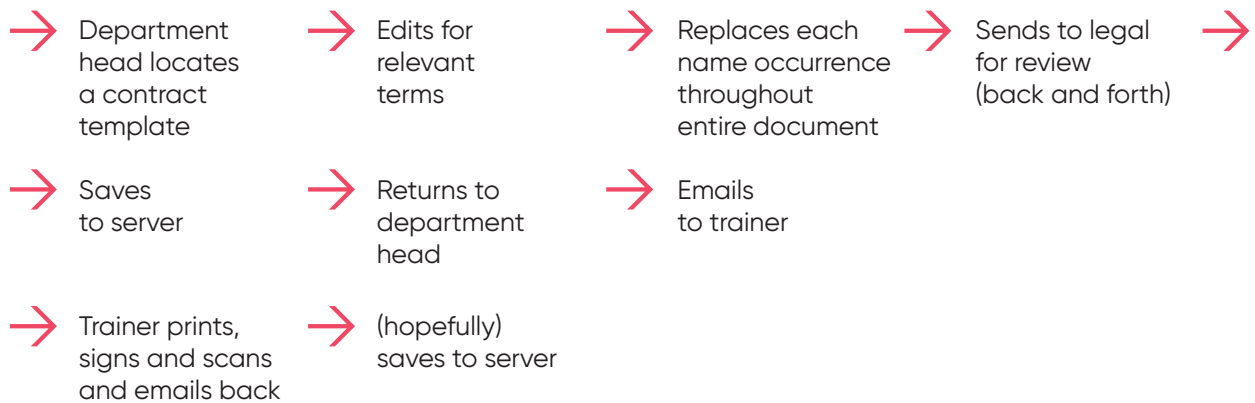 Department
head locates
a contract
template
Edits for
relevant
terms
Replaces each
name occurrence
throughout
entire document
Sends to legal
for review
(back and forth)
Saves
to server
Returns to
department
head
Emails
to trainer
Trainer prints,
signs and scans
and emails back
(hopefully)
saves to server